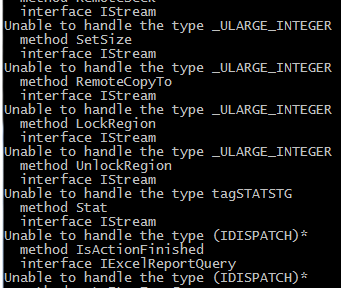 method RemoteSeek
interface IStream
Unable to handle the type _ULARGE_INTEGER
method SetSize
interface IStream
Unable to handle the type _ULARGE_INTEGER
method RemoteCopyTo
interface IStream
Unable to handle the type _ULARGE_INTEGER
method LockRegion
interface IStream
Unable to handle the type _ULARGE_INTEGER
method UnlockRegion
interface IStream
Unable to handle the type tagSTATSTG
method Stat
interface IStream
Unable to handle the type (IDISPATCH)*
method IsActionFinished
interface IExcelReportQuery
Unable to handle the type (IDISPATCH)*